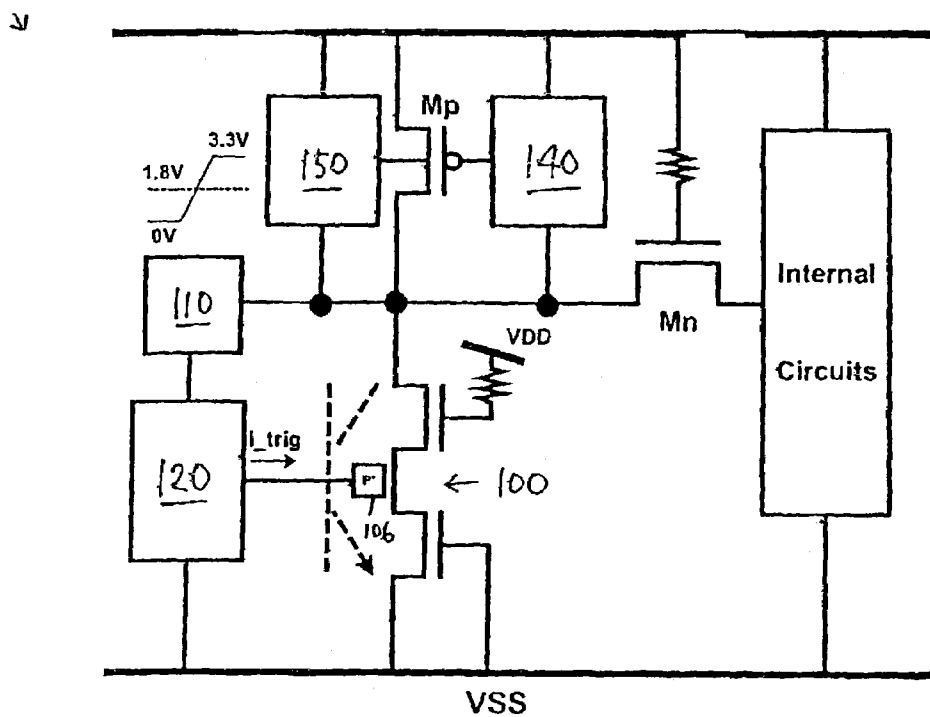 Mp
3.3V
150
140
1.8V
0V
Internal
Circuits
110
Mn
VDD
i_trig
120
P+
100
106
VSS